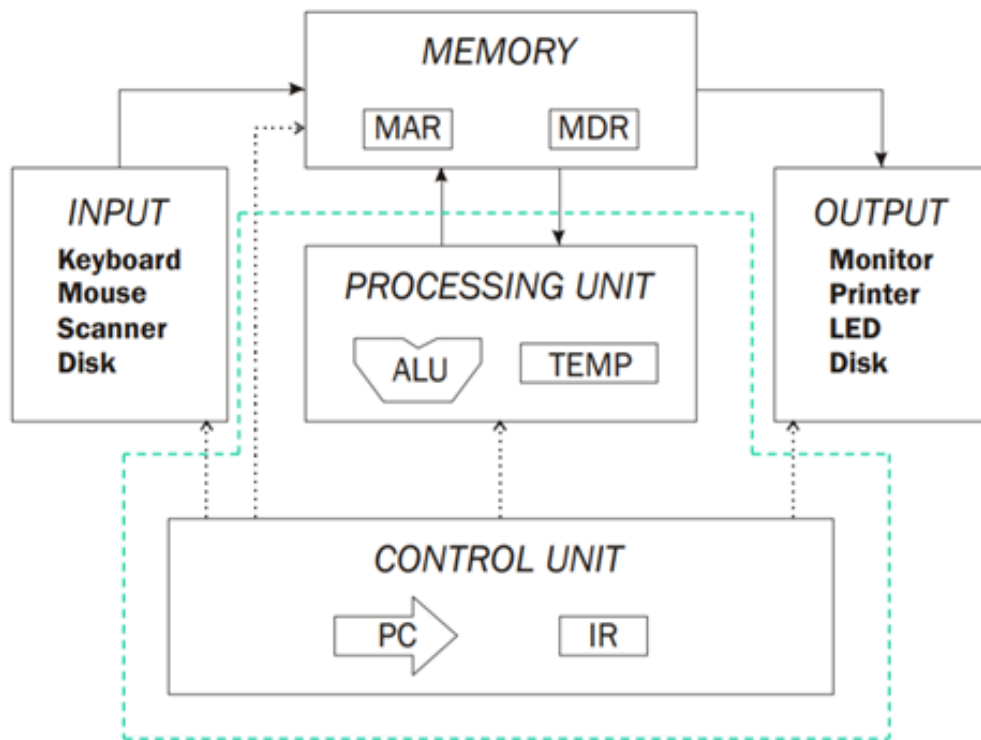 MEMORY
MAR
MDR
INPUT
Keyboard
Mouse
Scanner
Disk
PROCESSING UNIT
ALU
TEMP
OUTPUT
Monitor
Printer
LED
Disk
CONTROL UNIT
PC
IR